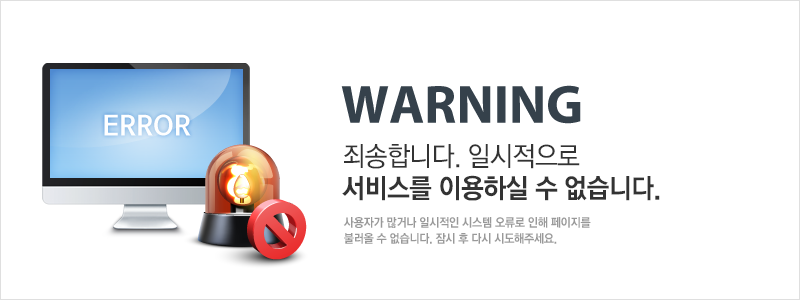 ERROR
WARNING
죄송합니다. 일시적으로
서비스를 이용하실 수 없습니다.
사용자가 많거나 일시적인 시스템 오류로 인해 페이지를
불러올 수 없습니다. 잠시 후 다시 시도해주세요.